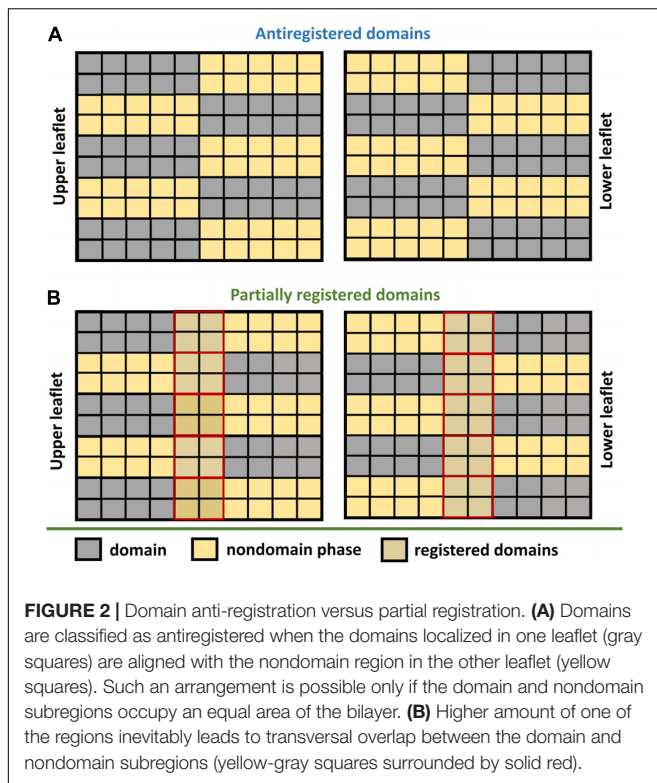 A
Antiregistered domains
Upper leaflet
Lower leaflet
B
Partially registered domains
Upper leaflet
Lower leaflet
domain
nondomain phase
registered domains
FIGURE 2 | Domain anti-registration versus partial registration. (A) Domains
are classified as antiregistered when the domains localized in one leaflet (gray
squares) are aligned with the nondomain region in the other leaflet (yellow
squares). Such an arrangement is possible only if the domain and nondomain
subregions occupy an equal area of the bilayer. (B) Higher amount of one of
the regions inevitably leads to transversal overlap between the domain and
nondomain subregions (yellow-gray squares surrounded by solid red).